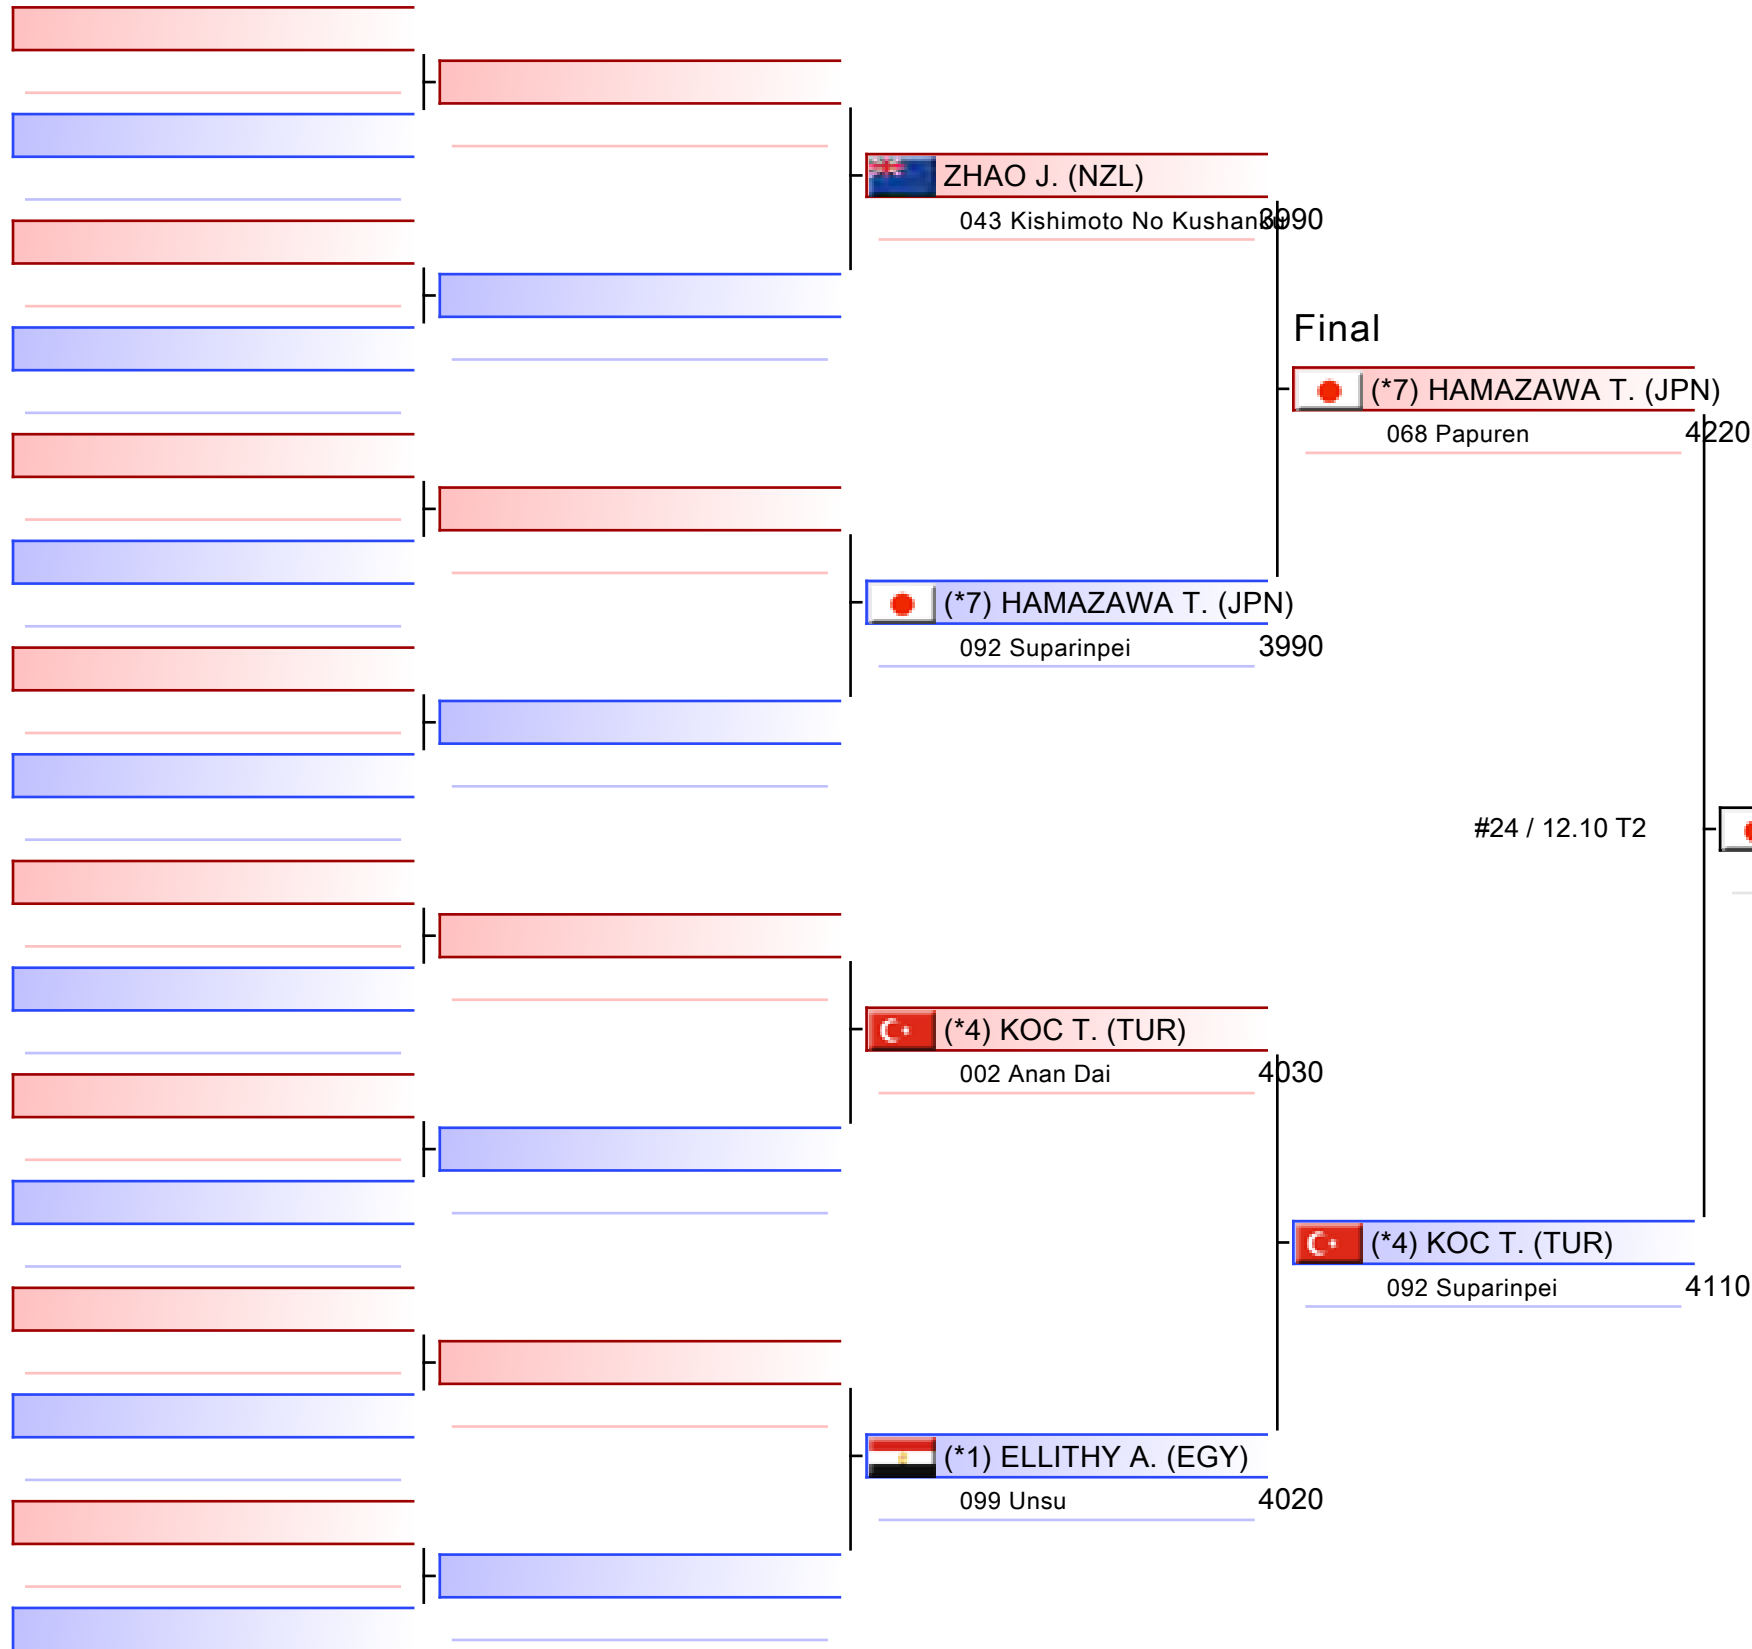 ZHAO J. (NZL)
043 Kishimoto No Kushanku 3990
Final
(*7) HAMAZAWA T. (JPN)
068 Papuren 4220
(*7) HAMAZAWA T. (JPN)
092 Suparinpei 3990
#24 / 12.10 T2
(*4) KOC T. (TUR)
002 Anan Dai 4030
(*4) KOC T. (TUR)
092 Suparinpei 4110
(*1) ELLITHY A. (EGY)
099 Unsu 4020